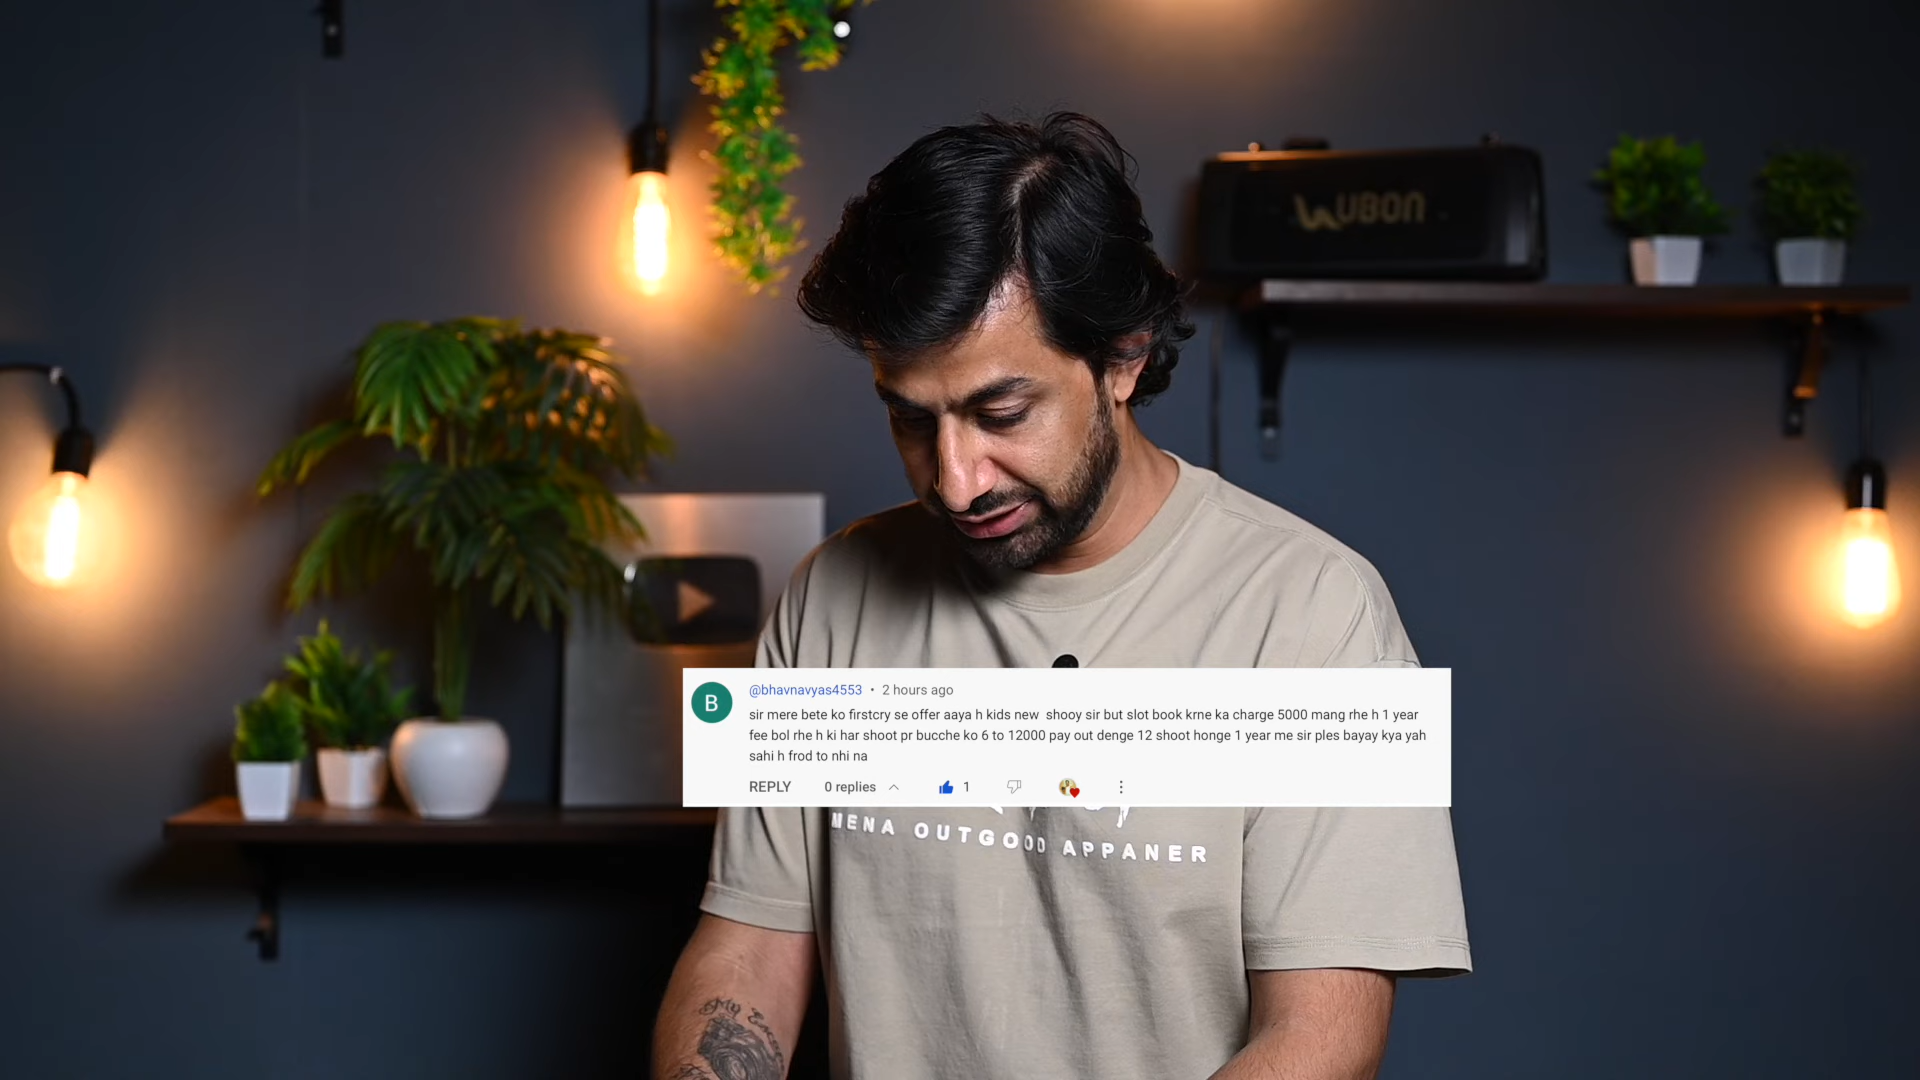 UBON
B
@bhavnavyas4553 • 2 hours ago
sir mere bete ko firstcry se offer aaya h kids new shooy sir but slot book krne ka charge 5000 mang rhe h 1 year
fee bol rhe h ki har shoot pr bucche ko 6 to 12000 pay out denge 12 shoot honge 1 year me sir ples bayay kya yah
sahi h frod to nhi na
REPLY 0 replies 1
MENA OUTGOOD APPANER
My